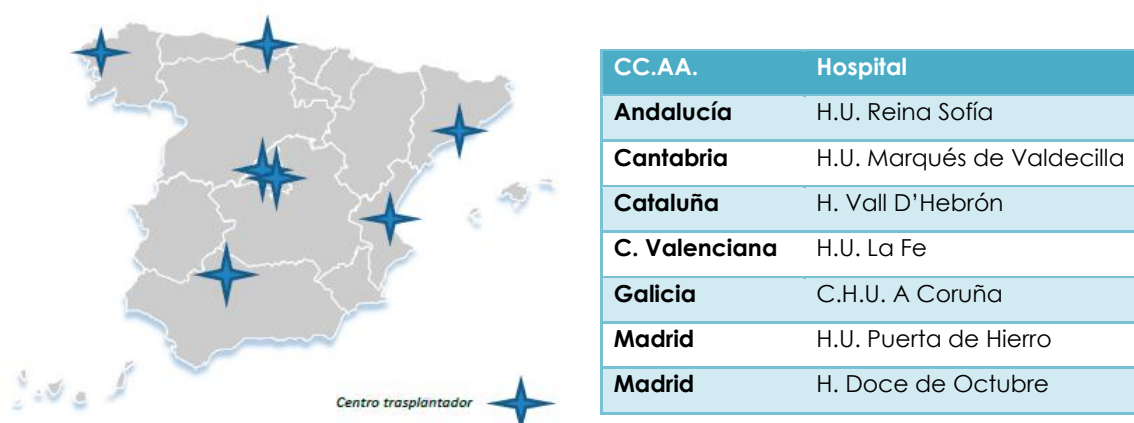 CC.AA. Hospital
Andalucía H.U. Reina Sofía
Cantabria H.U. Marqués de Valdecilla
Cataluña H. Vall D’Hebrón
C. Valenciana H.U. La Fe
Galicia C.H.U. A Coruña
Madrid H.U. Puerta de Hierro
Madrid H. Doce de Octubre
Centro trasplantador